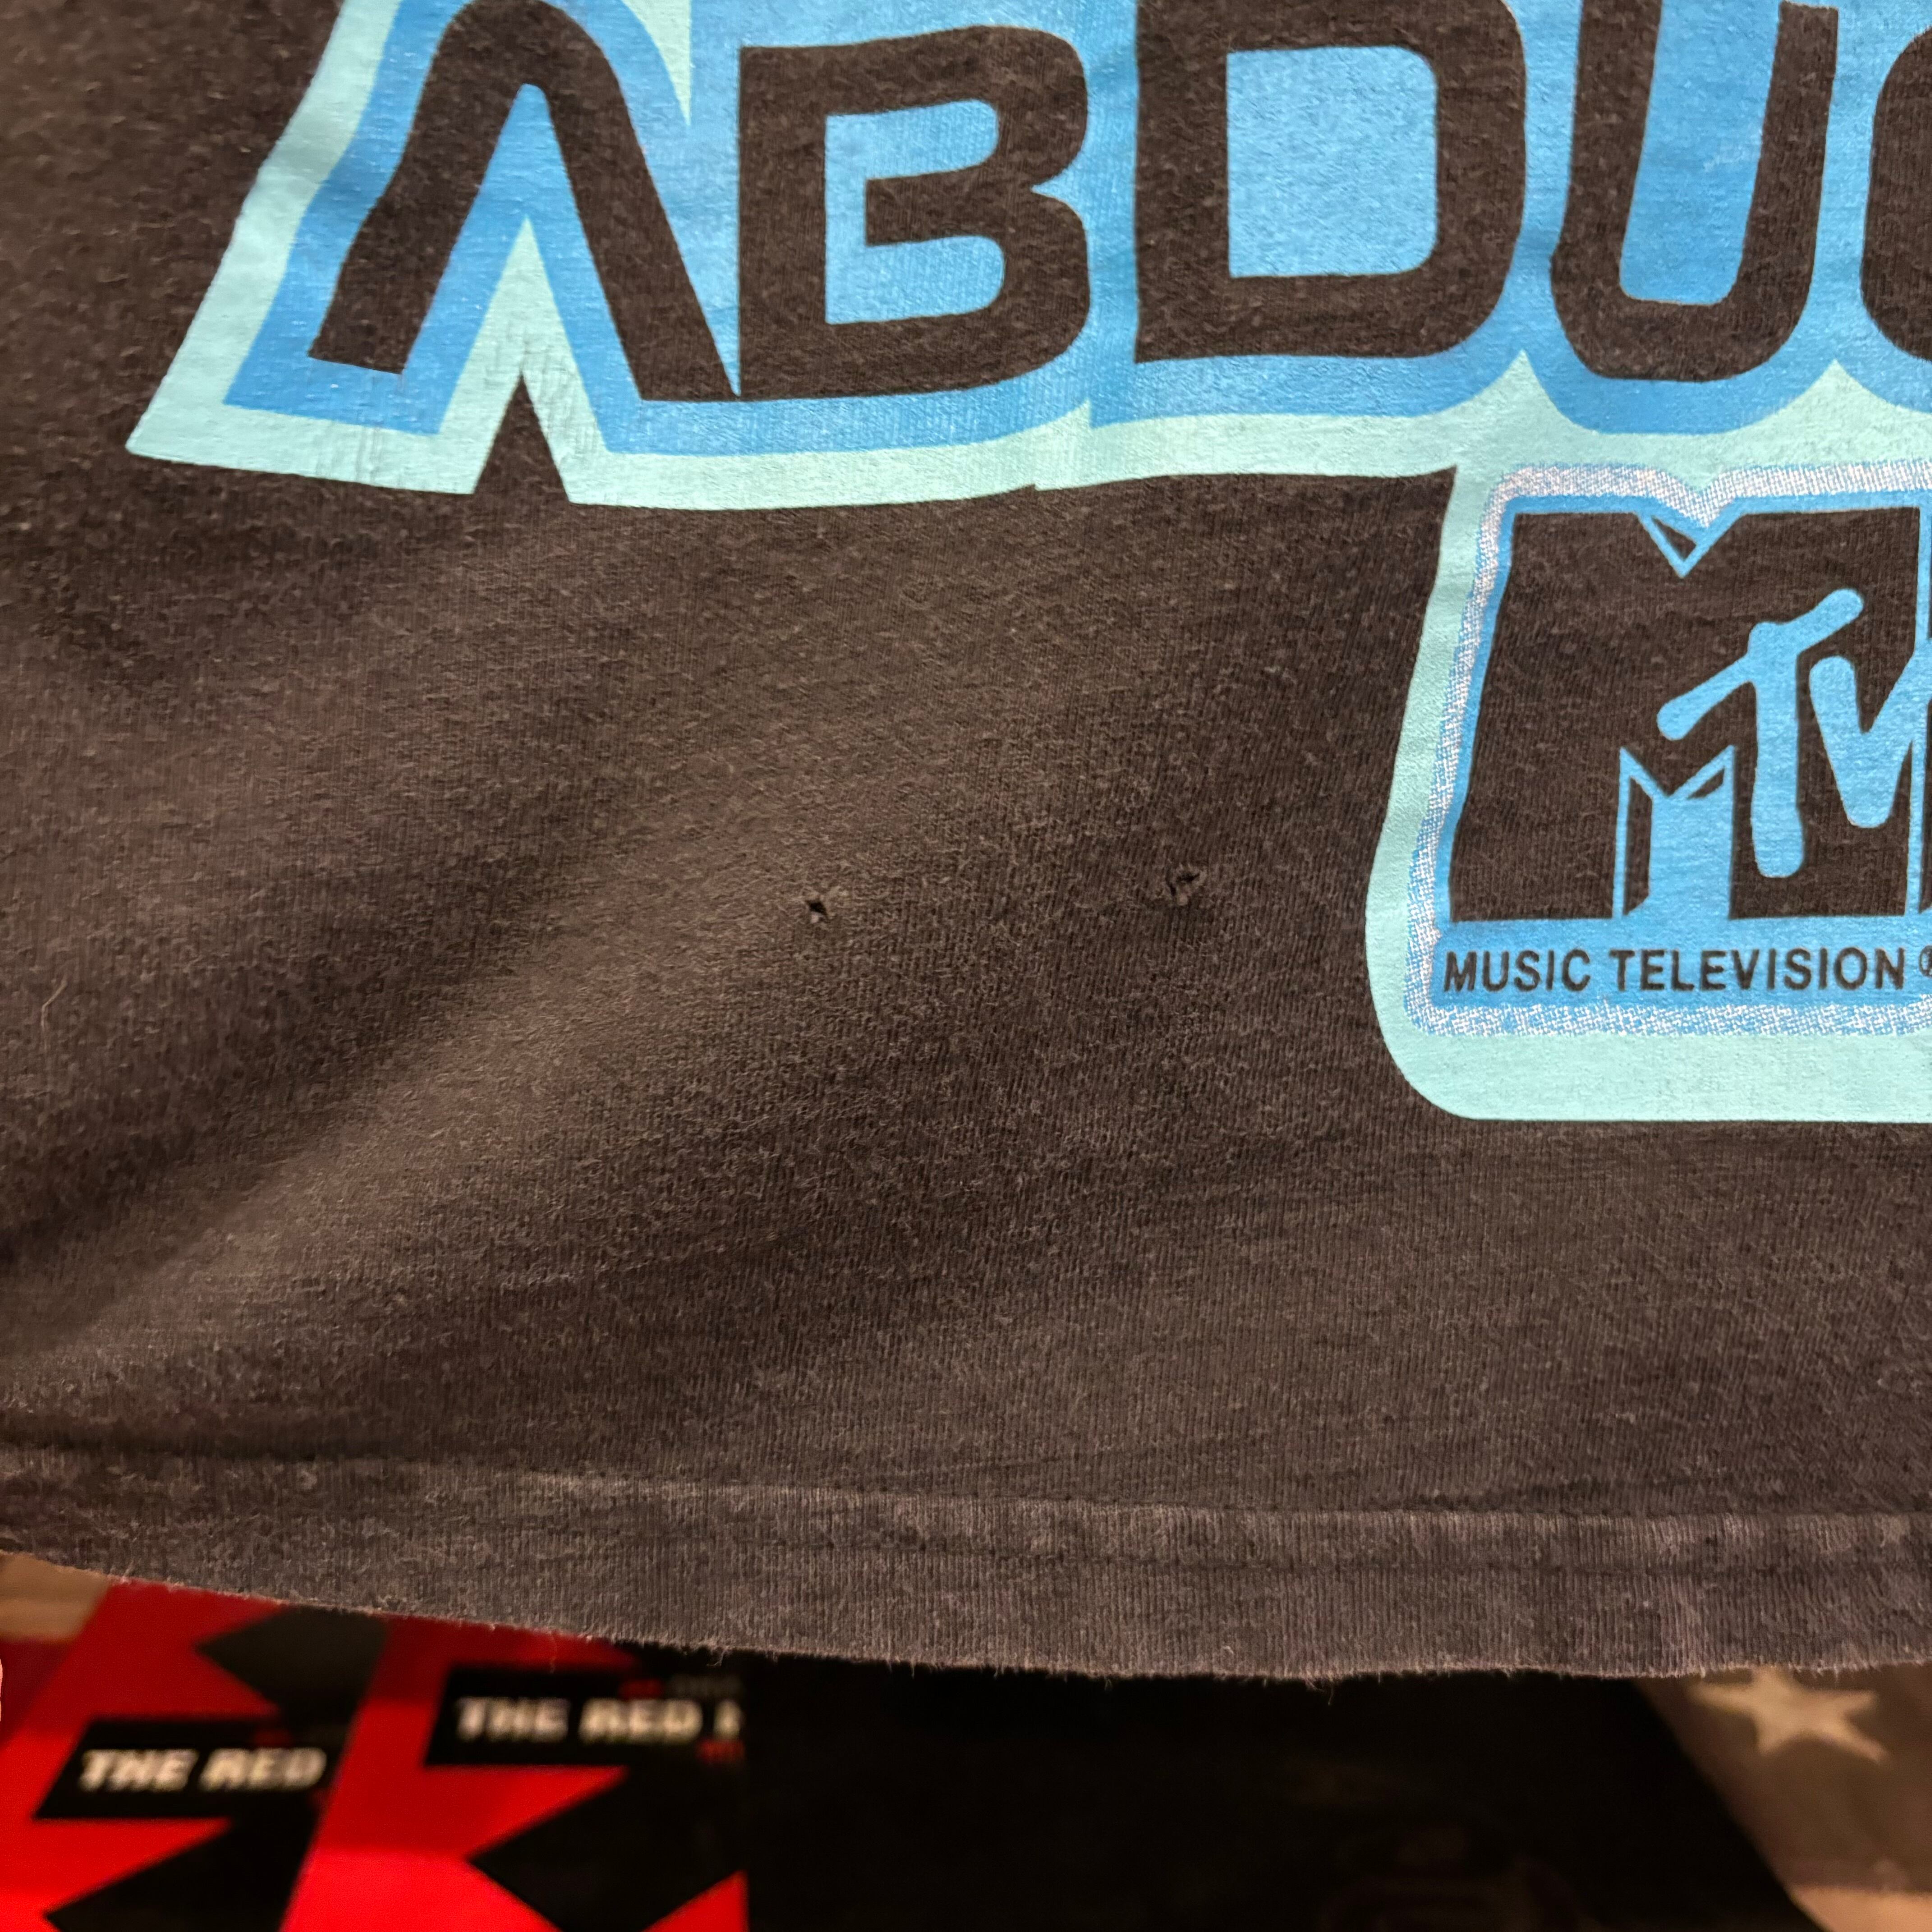 ABDUC
MTV
MUSIC TELEVISION®
THE RED
THE RED